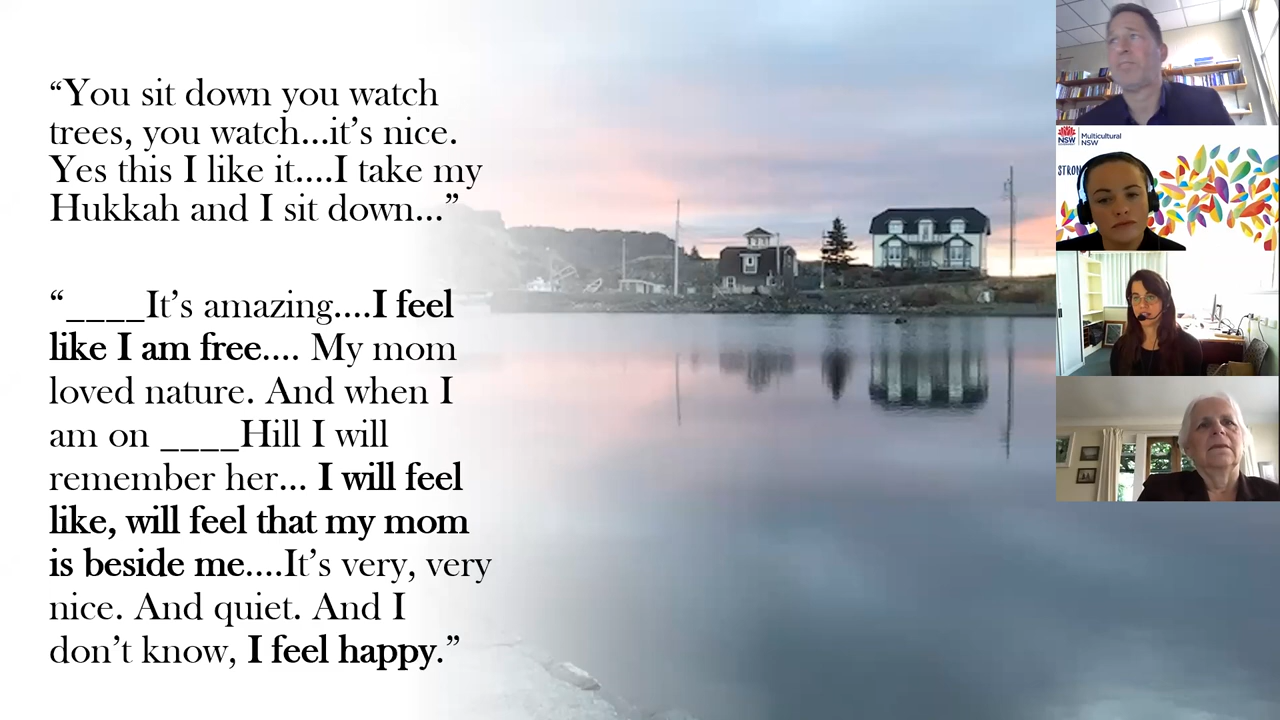 “You sit down you watch
trees, you watch...it’s nice.
Yes this I like it....I take my
Hukkah and I sit down...”
“____It’s amazing....I feel
like I am free.... My mom
loved nature. And when I
am on ____Hill I will
remember her... I will feel
like, will feel that my mom
is beside me....It’s very, very
nice. And quiet. And I
don’t know, I feel happy.”
NSW
Multicultural
NSW
STRON